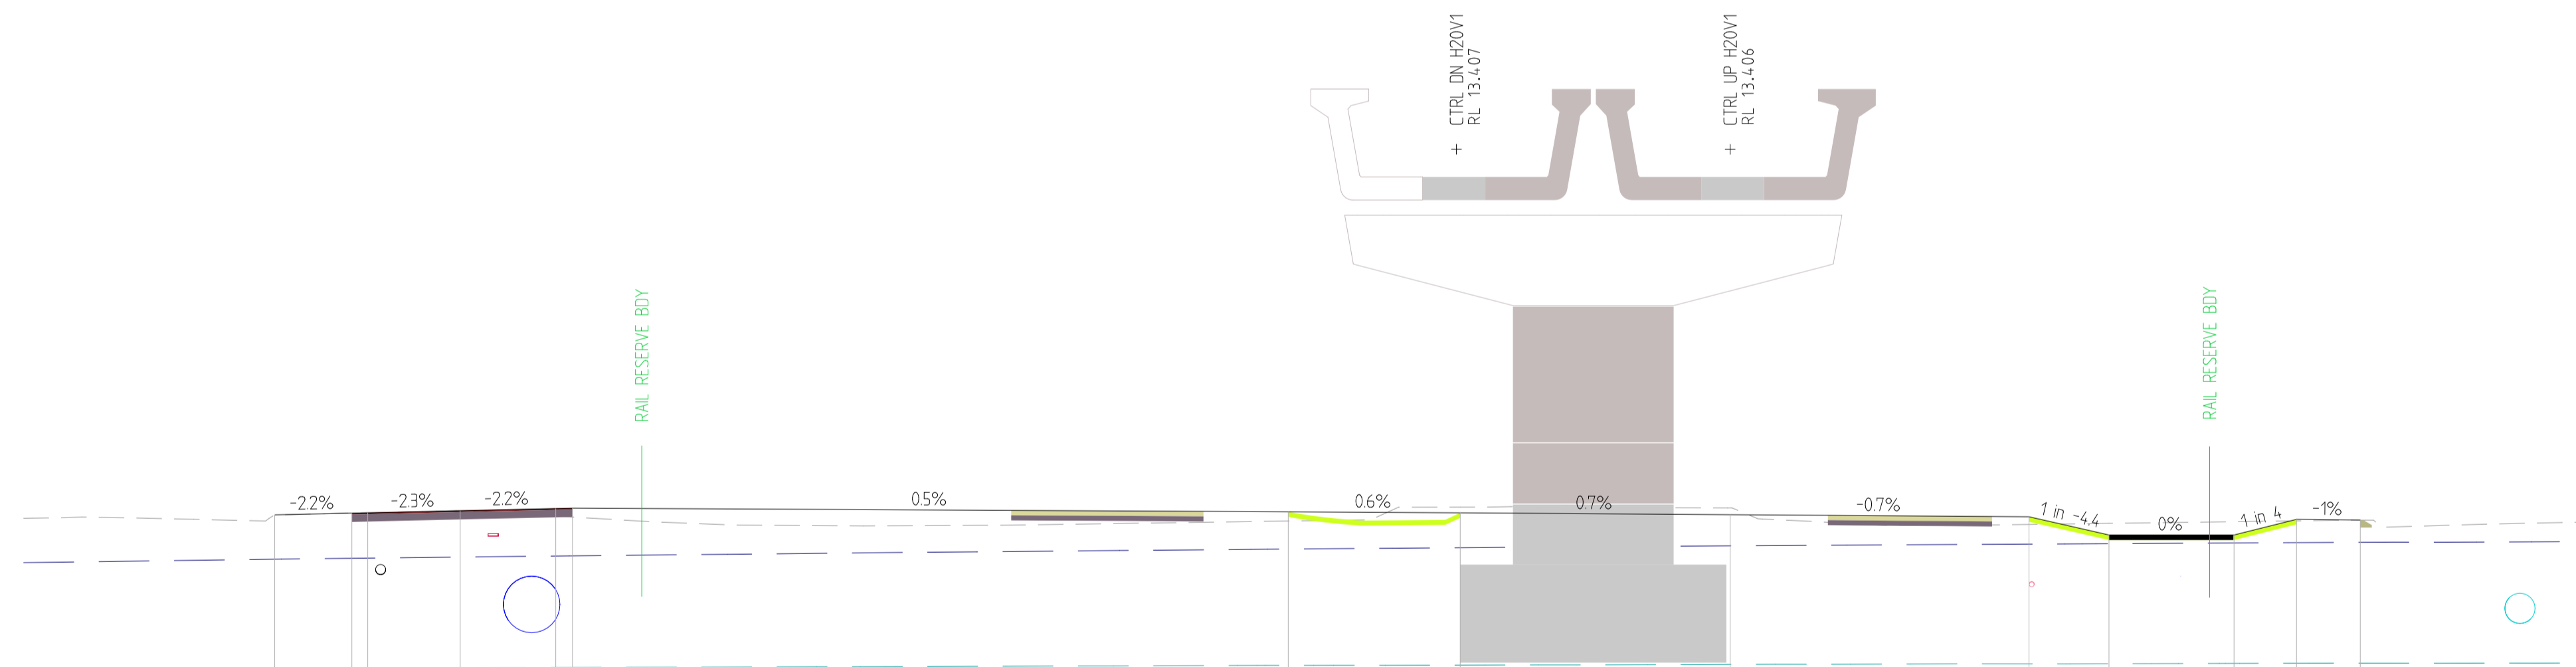 CTRL DN H20V1
RL 13.407
CTRL UP H20V1
RL 13.406
+
+
RAIL RESERVE BDY
RAIL RESERVE BDY
-2.2%
-2.3%
-2.2%
0.5%
0.6%
0.7%
-0.7%
1 in -4.4
0%
1 in 4
-1%